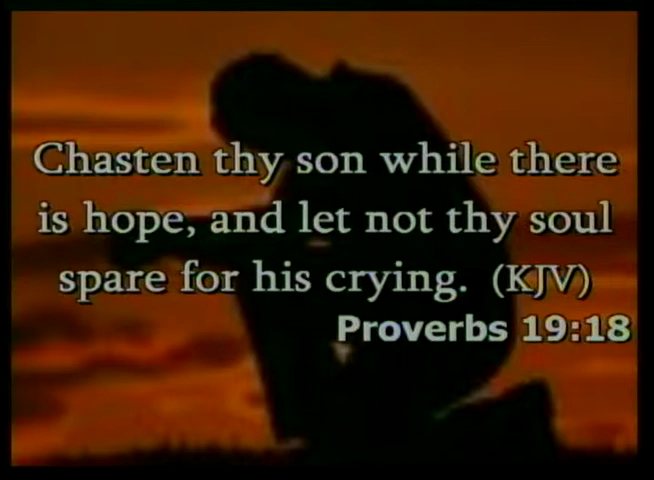 Chasten thy son while there
is hope, and let not thy soul
spare for his crying. (KJV)
Proverbs 19:18